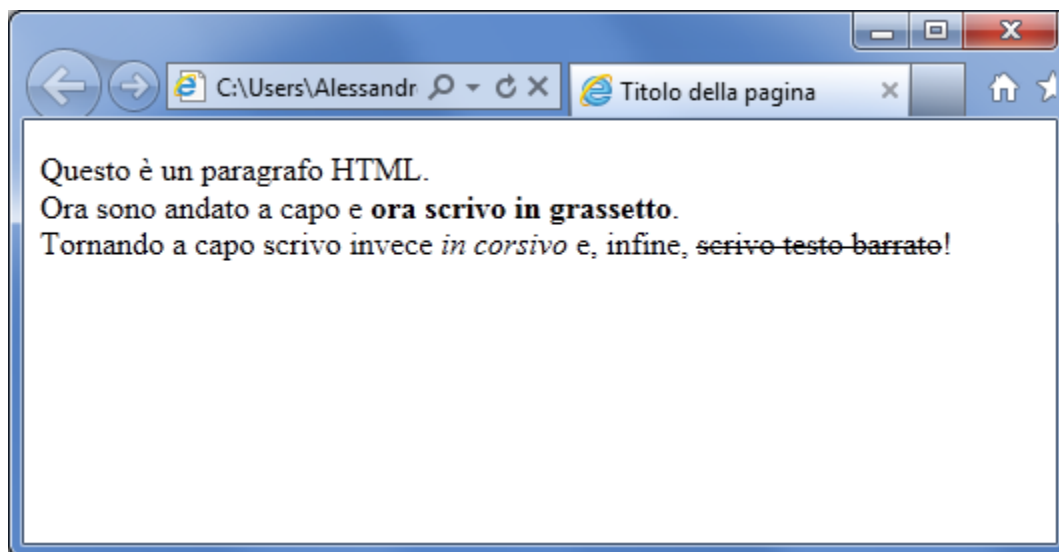 C:\Users\Alessandr
Titolo della pagina
Questo è un paragrafo HTML.
Ora sono andato a capo e ora scrivo in grassetto.
Tornando a capo scrivo invece in corsivo e, infine, scrivo testo barrato!